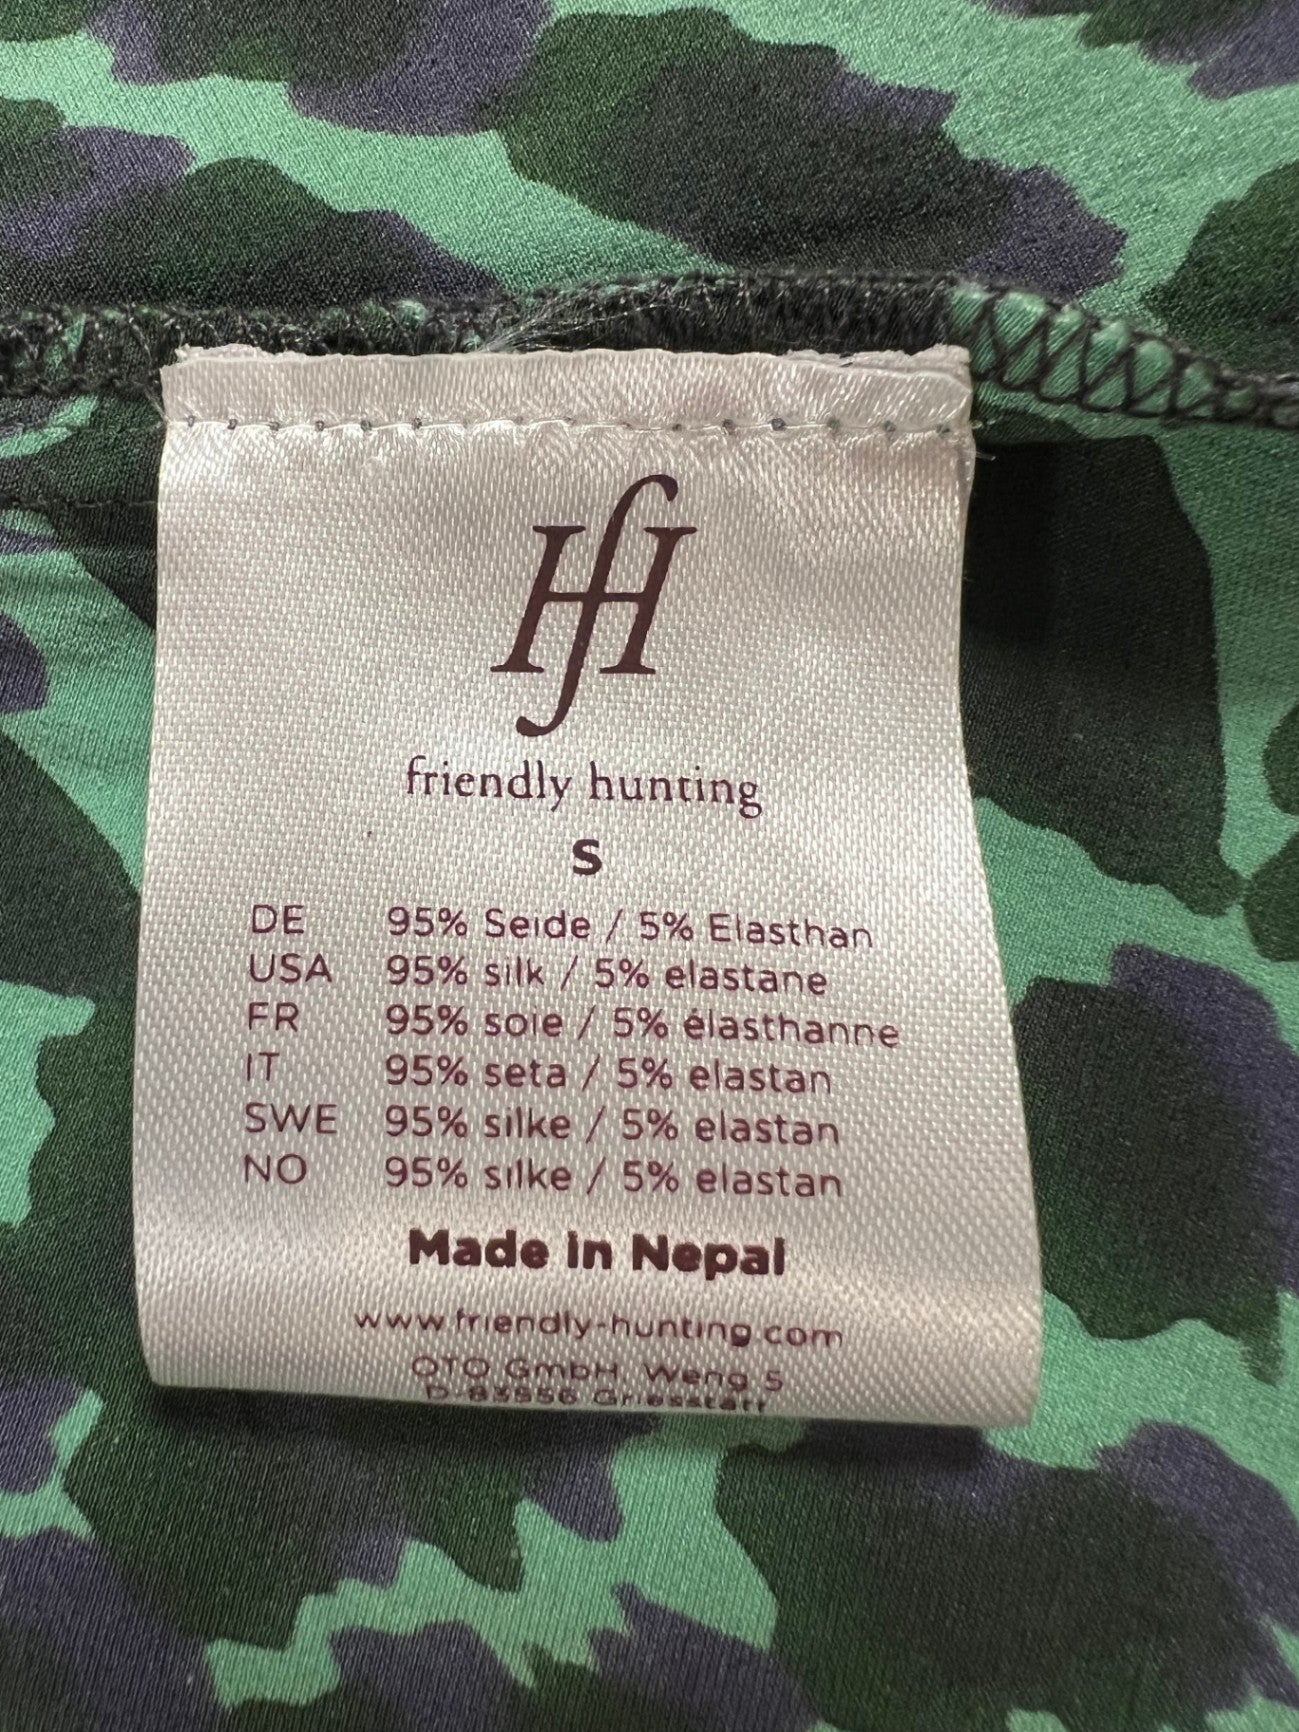 fH
friendly hunting
S
DE 95% Seide / 5% Elasthan
USA 95% silk / 5% elastane
FR 95% soie / 5% élasthanne
IT 95% seta / 5% elastan
SWE 95% silke / 5% elastan
NO 95% silke / 5% elastan
Made in Nepal
www.friendly-hunting.com
OTO GmbH, Weng 5
D-83556 Griesstätt